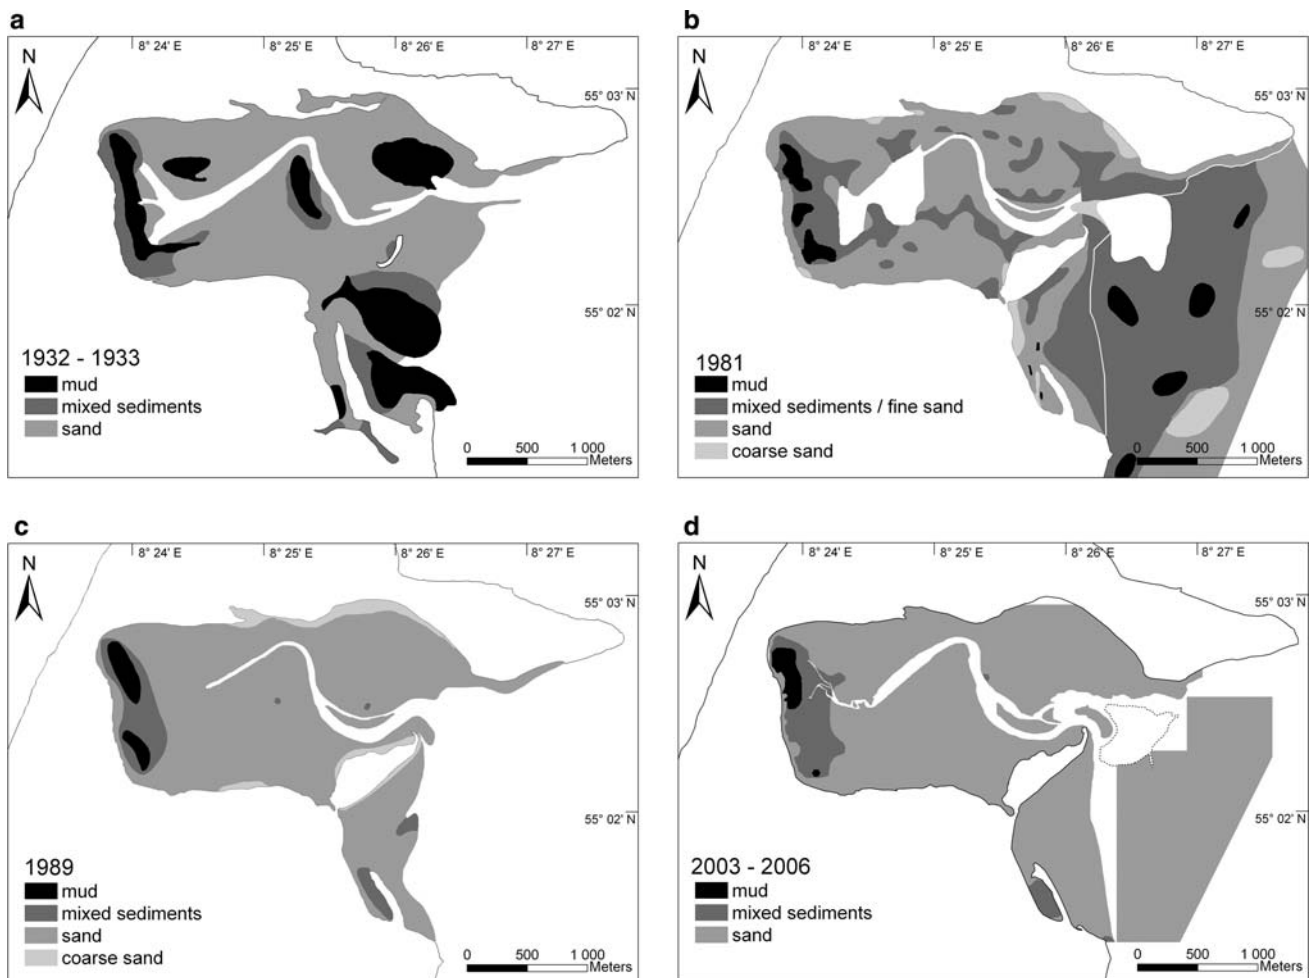 a
8° 24' E 8° 25' E 8° 26' E 8° 27' E
N
55° 03' N
55° 02' N
1932 - 1933
mud
mixed sediments
sand
0 500 1 000
Meters
b
8° 24' E 8° 25' E 8° 26' E 8° 27' E
N
55° 03' N
55° 02' N
1981
mud
mixed sediments / fine sand
sand
coarse sand
0 500 1 000
Meters
c
8° 24' E 8° 25' E 8° 26' E 8° 27' E
N
55° 03' N
55° 02' N
1989
mud
mixed sediments
sand
coarse sand
0 500 1 000
Meters
d
8° 24' E 8° 25' E 8° 26' E 8° 27' E
N
55° 03' N
55° 02' N
2003 - 2006
mud
mixed sediments
sand
0 500 1 000
Meters